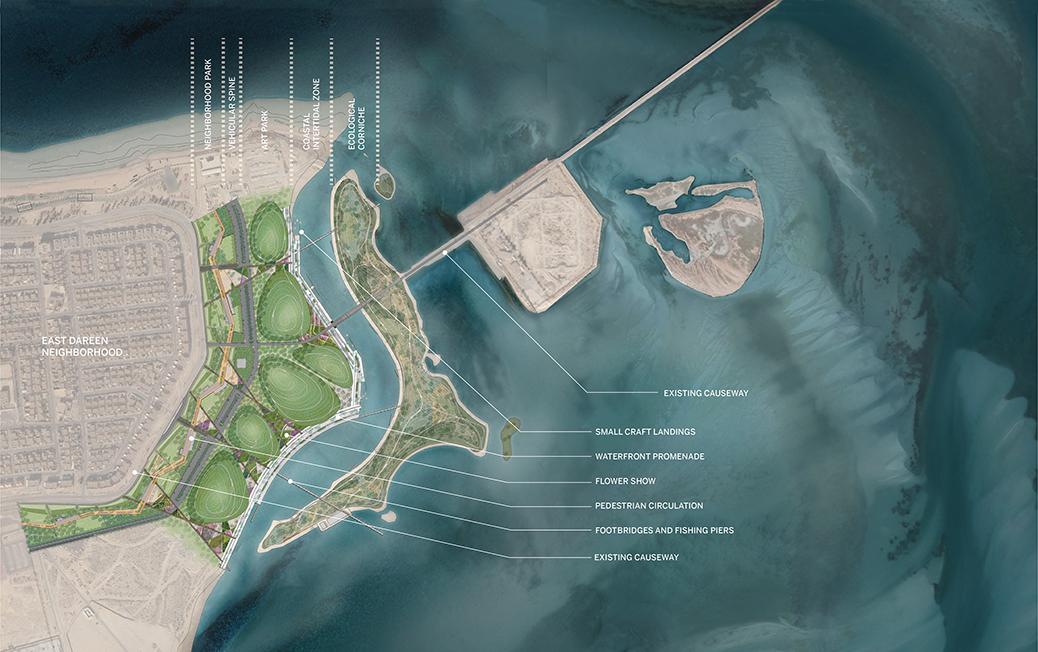 NEIGHBORHOOD PARK
VEHICULAR SPINE
ART PARK
COASTAL
INTERTIDAL ZONE
ECOLOGICAL
CORNICHE
EAST DAREEN
NEIGHBORHOOD
EXISTING CAUSEWAY
SMALL CRAFT LANDINGS
WATERFRONT PROMENADE
FLOWER SHOW
PEDESTRIAN CIRCULATION
FOOTBRIDGES AND FISHING PIERS
EXISTING CAUSEWAY